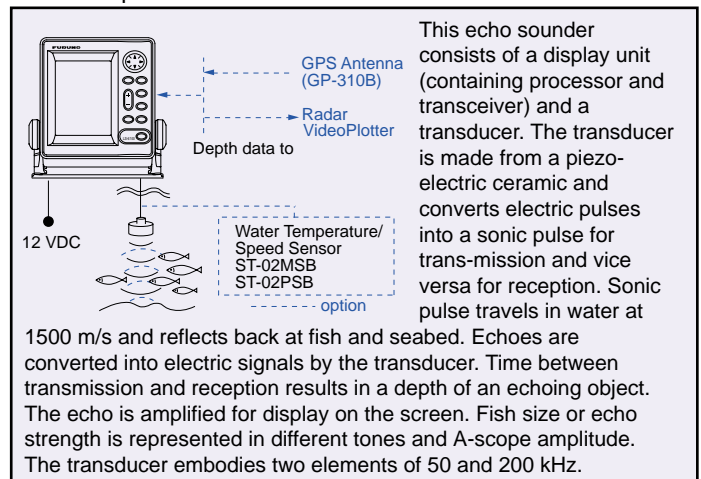 FURUNO
GPS Antenna
(GP-310B)
Radar
VideoPlotter
Depth data to
12 VDC
Water Temperature/
Speed Sensor
ST-02MSB
ST-02PSB
option
This echo sounder
consists of a display unit
(containing processor and
transceiver) and a
transducer. The transducer
is made from a piezo-
electric ceramic and
converts electric pulses
into a sonic pulse for
trans-mission and vice
versa for reception. Sonic
pulse travels in water at
1500 m/s and reflects back at fish and seabed. Echoes are
converted into electric signals by the transducer. Time between
transmission and reception results in a depth of an echoing object.
The echo is amplified for display on the screen. Fish size or echo
strength is represented in different tones and A-scope amplitude.
The transducer embodies two elements of 50 and 200 kHz.